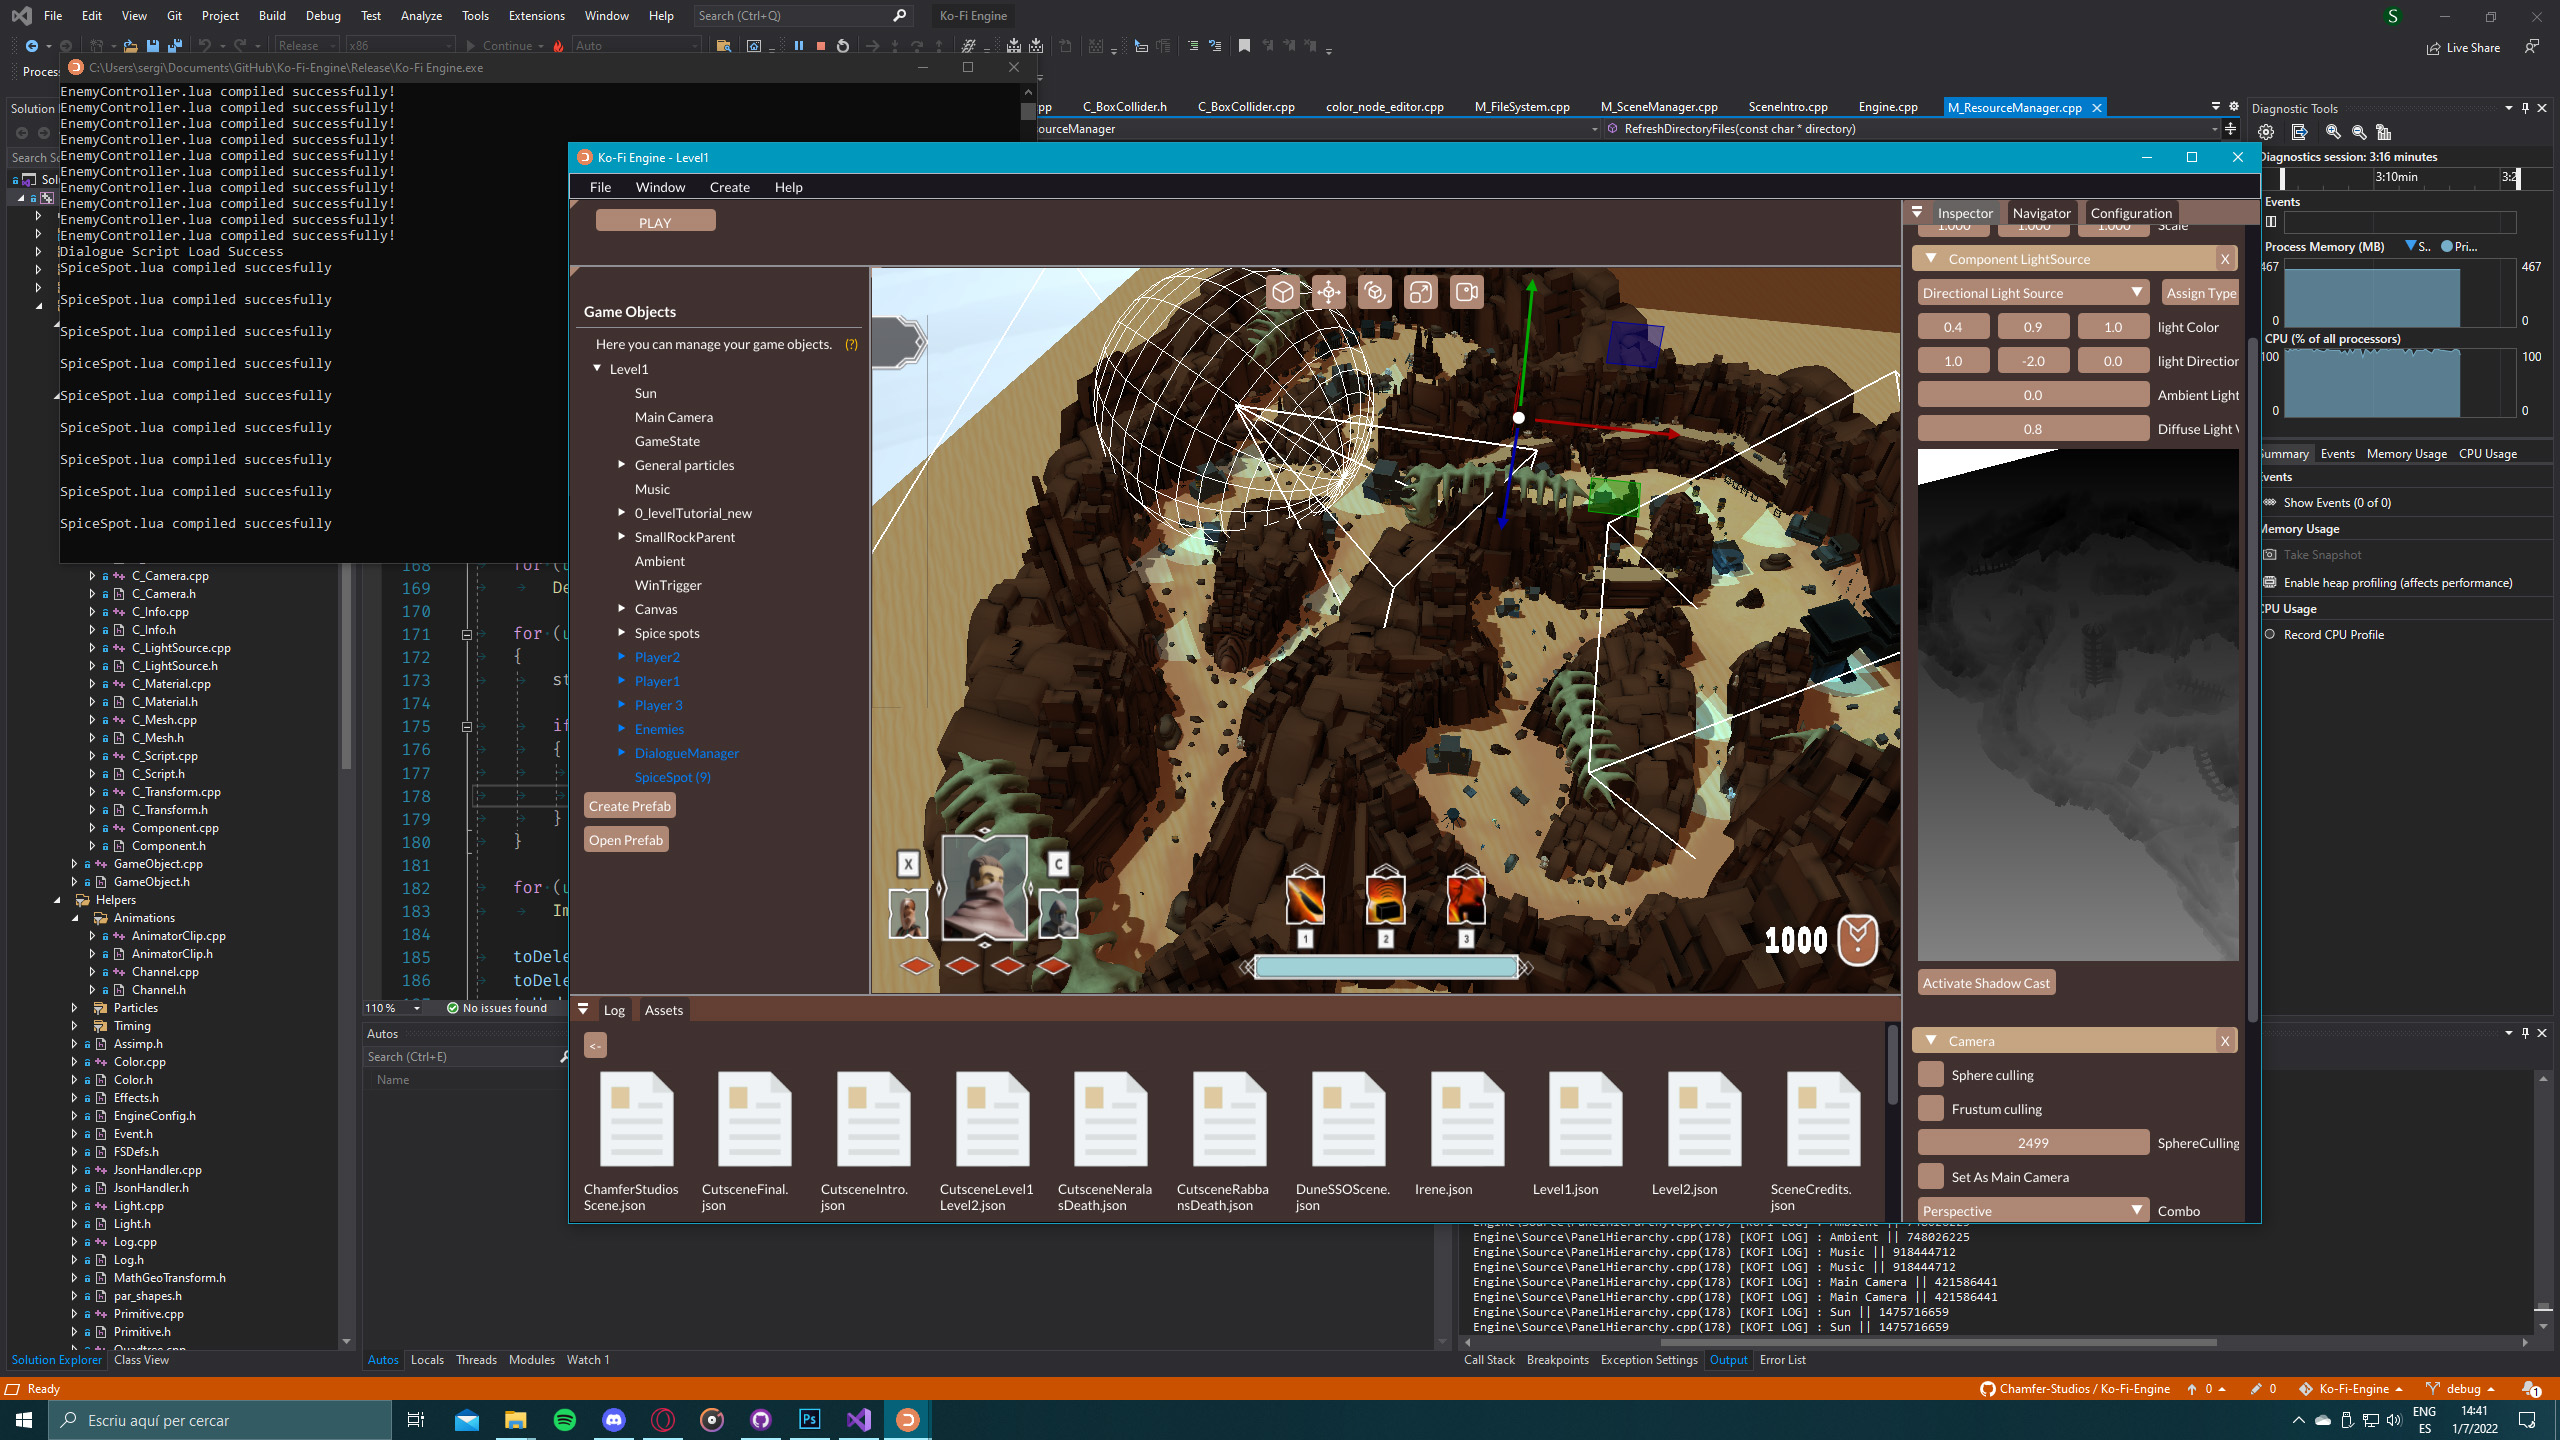 File Edit View Git Project Build Debug Test Analyze Tools Extensions Window Help Search (Ctrl+Q) Ko-Fi Engine S
Release x86 Continue Auto Live Share
Process
C:\Users\sergi\Documents\GitHub\Ko-Fi-Engine\Release\Ko-Fi Engine.exe
EnemyController.lua compiled successfully!
EnemyController.lua compiled successfully!
EnemyController.lua compiled successfully!
EnemyController.lua compiled successfully!
EnemyController.lua compiled successfully!
EnemyController.lua compiled successfully!
EnemyController.lua compiled successfully!
EnemyController.lua compiled successfully!
EnemyController.lua compiled successfully!
EnemyController.lua compiled successfully!
Dialogue Script Load Success
SpiceSpot.lua compiled succesfully
SpiceSpot.lua compiled succesfully
SpiceSpot.lua compiled succesfully
SpiceSpot.lua compiled succesfully
SpiceSpot.lua compiled succesfully
SpiceSpot.lua compiled succesfully
SpiceSpot.lua compiled succesfully
SpiceSpot.lua compiled succesfully
SpiceSpot.lua compiled succesfully
C_BoxCollider.h C_BoxCollider.cpp color_node_editor.cpp M_FileSystem.cpp M_SceneManager.cpp SceneIntro.cpp Engine.cpp M_ResourceManager.cpp
RefreshDirectoryFiles(const char * directory)
Solution
C_Camera.cpp
C_Camera.h
C_Info.cpp
C_Info.h
C_LightSource.cpp
C_LightSource.h
C_Material.cpp
C_Material.h
C_Mesh.cpp
C_Mesh.h
C_Script.cpp
C_Script.h
C_Transform.cpp
C_Transform.h
Component.cpp
Component.h
GameObject.cpp
GameObject.h
Helpers
Animations
AnimatorClip.cpp
AnimatorClip.h
Channel.cpp
Channel.h
Particles
Timing
Assimp.h
Color.cpp
Color.h
Effects.h
EngineConfig.h
Event.h
FSDefs.h
JsonHandler.cpp
JsonHandler.h
Light.cpp
Light.h
Log.cpp
Log.h
MathGeoTransform.h
par_shapes.h
Primitive.cpp
Primitive.h
Solution Explorer Class View
168 for (
169 De
170
171 for (
172 {
173 st
174
175 if
176 {
177
178
179 }
180 }
181
182 for (
183 Im
184
185 toDele
186 toDele
110 % No issues found
Autos
Search (Ctrl+E)
Name
Autos Locals Threads Modules Watch 1
Ko-Fi Engine - Level1
File Window Create Help
PLAY
Game Objects
Here you can manage your game objects. (?)
Level1
Sun
Main Camera
GameState
General particles
Music
0_levelTutorial_new
SmallRockParent
Ambient
WinTrigger
Canvas
Spice spots
Player2
Player1
Player 3
Enemies
DialogueManager
SpiceSpot (9)
Create Prefab
Open Prefab
X C
1 2 3
1000
Log Assets
<-
ChamferStudiosScene.json
CutsceneFinal.json
CutsceneIntro.json
CutsceneLevel1Level2.json
CutsceneNeralasDeath.json
CutsceneRabbansDeath.json
DuneSSOScene.json
Irene.json
Level1.json
Level2.json
SceneCredits.json
Inspector Navigator Configuration
1.000 1.000 1.000 Scale
Component LightSource X
Directional Light Source Assign Type
0.4 0.9 1.0 light Color
1.0 -2.0 0.0 light Direction
0.0 Ambient Light
0.8 Diffuse Light
Activate Shadow Cast
Camera X
Sphere culling
Frustum culling
2499 SphereCulling
Set As Main Camera
Perspective Combo
Diagnostic Tools
Diagnostics session: 3:16 minutes
3:10min
Events
Process Memory (MB) S.. Pri...
467 467
0 0
CPU (% of all processors)
100 100
0 0
Summary Events Memory Usage CPU Usage
Events
Show Events (0 of 0)
Memory Usage
Take Snapshot
Enable heap profiling (affects performance)
CPU Usage
Record CPU Profile
Engine\Source\PanelHierarchy.cpp(178) [KOFI LOG] : Ambient || 748026225
Engine\Source\PanelHierarchy.cpp(178) [KOFI LOG] : Ambient || 748026225
Engine\Source\PanelHierarchy.cpp(178) [KOFI LOG] : Music || 918444712
Engine\Source\PanelHierarchy.cpp(178) [KOFI LOG] : Music || 918444712
Engine\Source\PanelHierarchy.cpp(178) [KOFI LOG] : Main Camera || 421586441
Engine\Source\PanelHierarchy.cpp(178) [KOFI LOG] : Main Camera || 421586441
Engine\Source\PanelHierarchy.cpp(178) [KOFI LOG] : Sun || 1475716659
Engine\Source\PanelHierarchy.cpp(178) [KOFI LOG] : Sun || 1475716659
Call Stack Breakpoints Exception Settings Output Error List
Ready Chamfer-Studios / Ko-Fi-Engine 0 0 Ko-Fi-Engine debug 1
Escriu aquí per cercar Ps ENG ES 14:41 1/7/2022